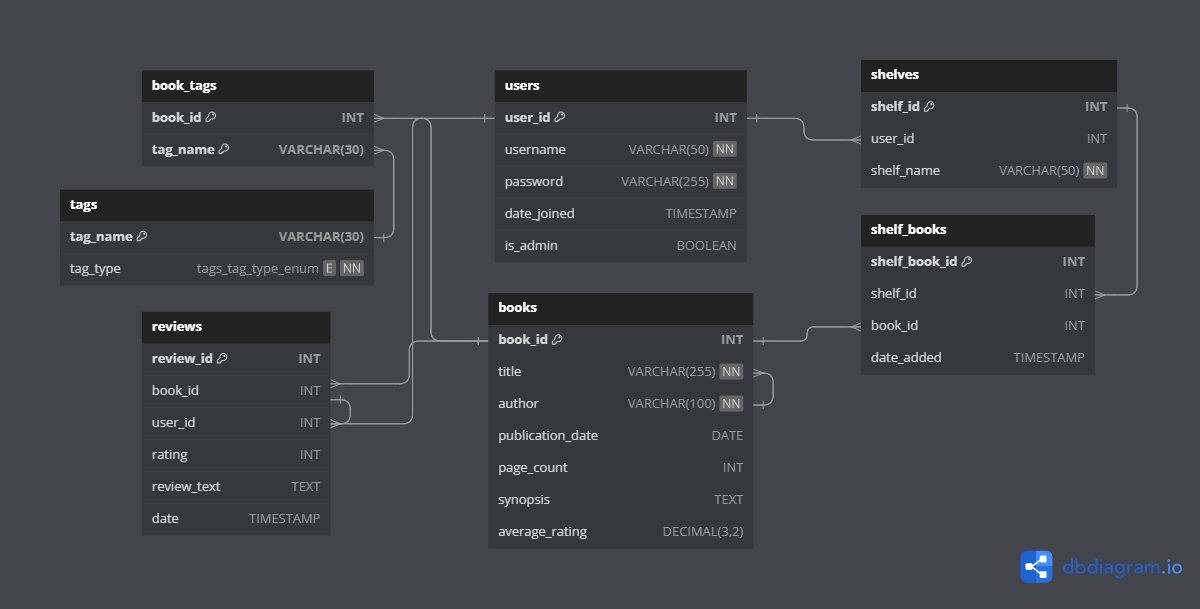 book_tags
book_id INT
tag_name VARCHAR(30)
tags
tag_name VARCHAR(30)
tag_type tags_tag_type_enum E NN
reviews
review_id INT
book_id INT
user_id INT
rating INT
review_text TEXT
date TIMESTAMP
users
user_id INT
username VARCHAR(50) NN
password VARCHAR(255) NN
date_joined TIMESTAMP
is_admin BOOLEAN
books
book_id INT
title VARCHAR(255) NN
author VARCHAR(100) NN
publication_date DATE
page_count INT
synopsis TEXT
average_rating DECIMAL(3,2)
shelves
shelf_id INT
user_id INT
shelf_name VARCHAR(50) NN
shelf_books
shelf_book_id INT
shelf_id INT
book_id INT
date_added TIMESTAMP
dbdiagram.io